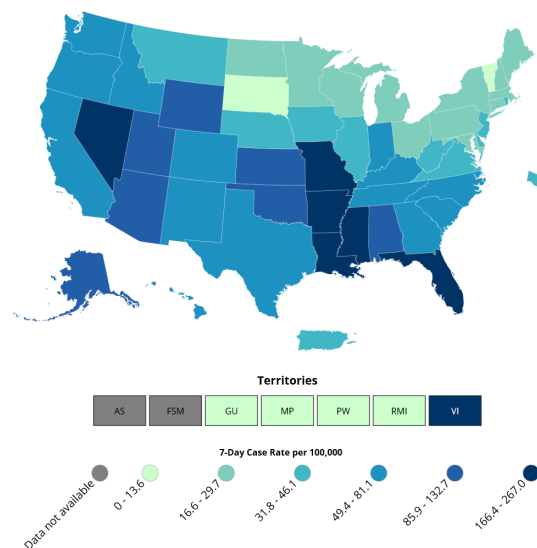 Territories
AS FSM GU MP PW RMI VI
7-Day Case Rate per 100,000
Data not available
0 - 13.6
16.6 - 29.7
31.8 - 46.1
49.4 - 81.1
85.9 - 132.7
166.4 - 267.0